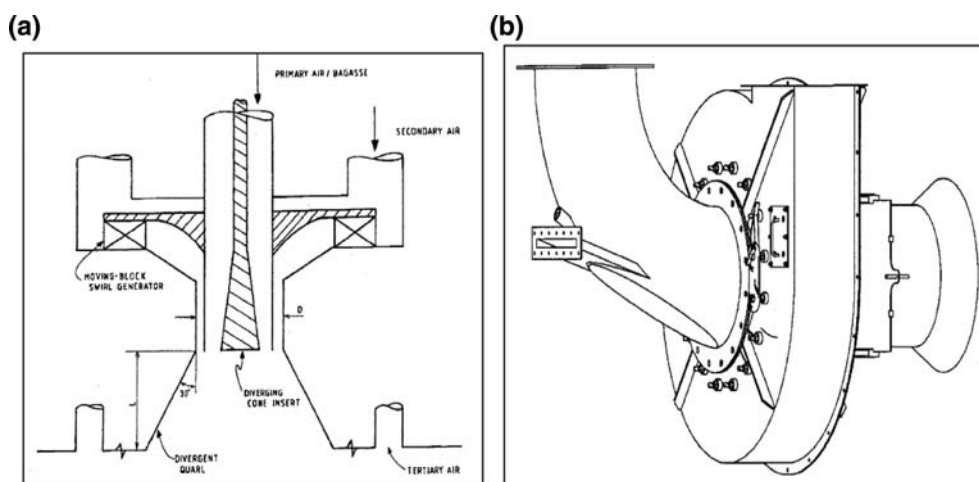 (a)
PRIMARY AIR / BAGASSE
SECONDARY AIR
MOVING-BLOCK
SWIRL GENERATOR
D
DIVERGING
CONE INSERT
30°
L
DIVERGENT
QUARL
TERTIARY AIR
(b)